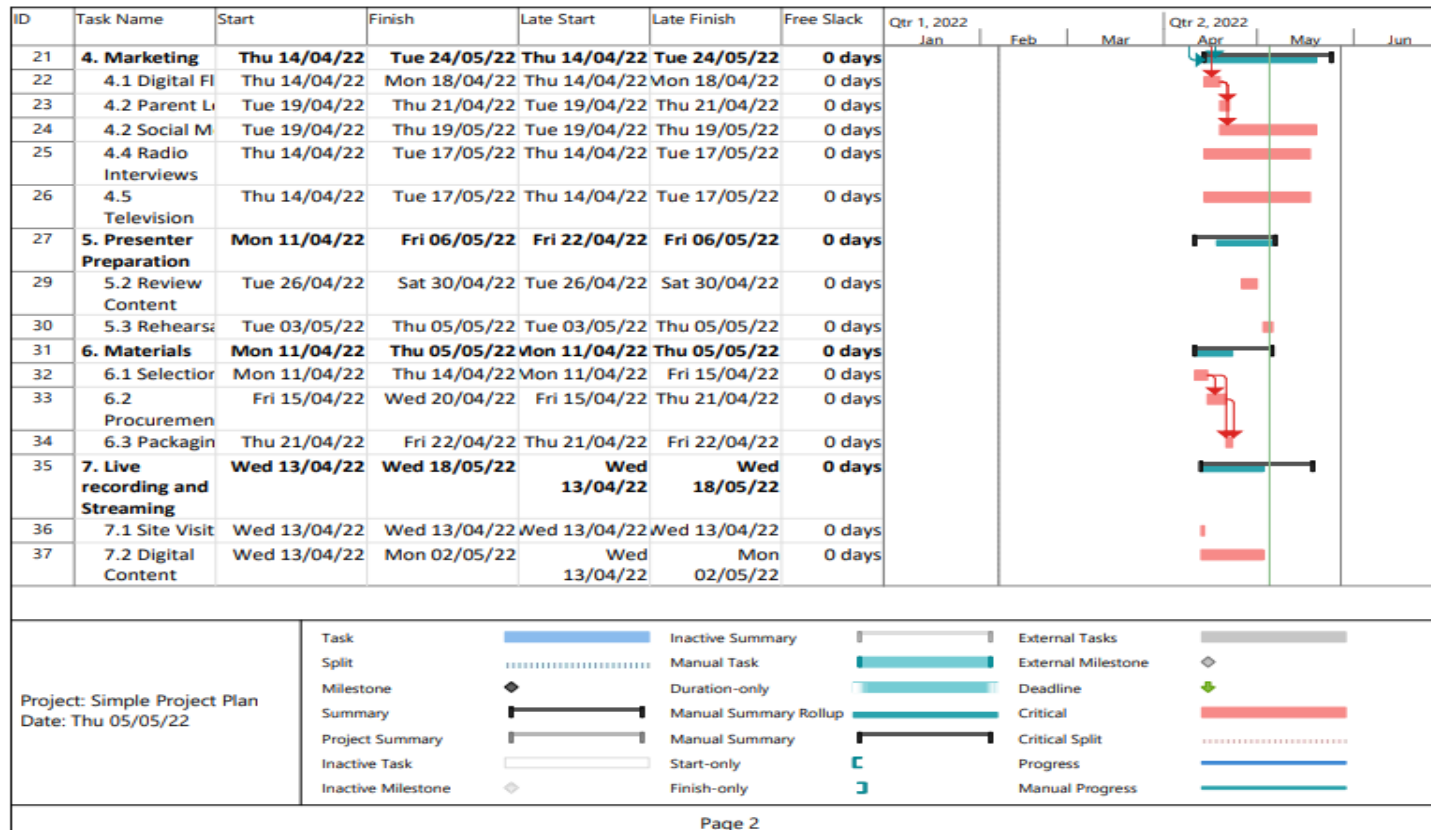 ID Task Name Start Finish Late Start Late Finish Free Slack Qtr 1, 2022 Qtr 2, 2022
Jan Feb Mar Apr May Jun
21 4. Marketing Thu 14/04/22 Tue 24/05/22 Thu 14/04/22 Tue 24/05/22 0 days
22 4.1 Digital Fl Thu 14/04/22 Mon 18/04/22 Thu 14/04/22 Mon 18/04/22 0 days
23 4.2 Parent Le Tue 19/04/22 Thu 21/04/22 Tue 19/04/22 Thu 21/04/22 0 days
24 4.2 Social M Tue 19/04/22 Thu 19/05/22 Tue 19/04/22 Thu 19/05/22 0 days
25 4.4 Radio Thu 14/04/22 Tue 17/05/22 Thu 14/04/22 Tue 17/05/22 0 days
Interviews
26 4.5 Thu 14/04/22 Tue 17/05/22 Thu 14/04/22 Tue 17/05/22 0 days
Television
27 5. Presenter Mon 11/04/22 Fri 06/05/22 Fri 22/04/22 Fri 06/05/22 0 days
Preparation
29 5.2 Review Tue 26/04/22 Sat 30/04/22 Tue 26/04/22 Sat 30/04/22 0 days
Content
30 5.3 Rehearsa Tue 03/05/22 Thu 05/05/22 Tue 03/05/22 Thu 05/05/22 0 days
31 6. Materials Mon 11/04/22 Thu 05/05/22 Mon 11/04/22 Thu 05/05/22 0 days
32 6.1 Selection Mon 11/04/22 Thu 14/04/22 Mon 11/04/22 Fri 15/04/22 0 days
33 6.2 Fri 15/04/22 Wed 20/04/22 Fri 15/04/22 Thu 21/04/22 0 days
Procuremen
34 6.3 Packagin Thu 21/04/22 Fri 22/04/22 Thu 21/04/22 Fri 22/04/22 0 days
35 7. Live Wed 13/04/22 Wed 18/05/22 Wed Wed 0 days
recording and 13/04/22 18/05/22
Streaming
36 7.1 Site Visit Wed 13/04/22 Wed 13/04/22 Wed 13/04/22 Wed 13/04/22 0 days
37 7.2 Digital Wed 13/04/22 Mon 02/05/22 Wed Mon 0 days
Content 13/04/22 02/05/22
Project: Simple Project Plan
Date: Thu 05/05/22
Task
Split
Milestone
Summary
Project Summary
Inactive Task
Inactive Milestone
Inactive Summary
Manual Task
Duration-only
Manual Summary Rollup
Manual Summary
Start-only
Finish-only
External Tasks
External Milestone
Deadline
Critical
Critical Split
Progress
Manual Progress
Page 2